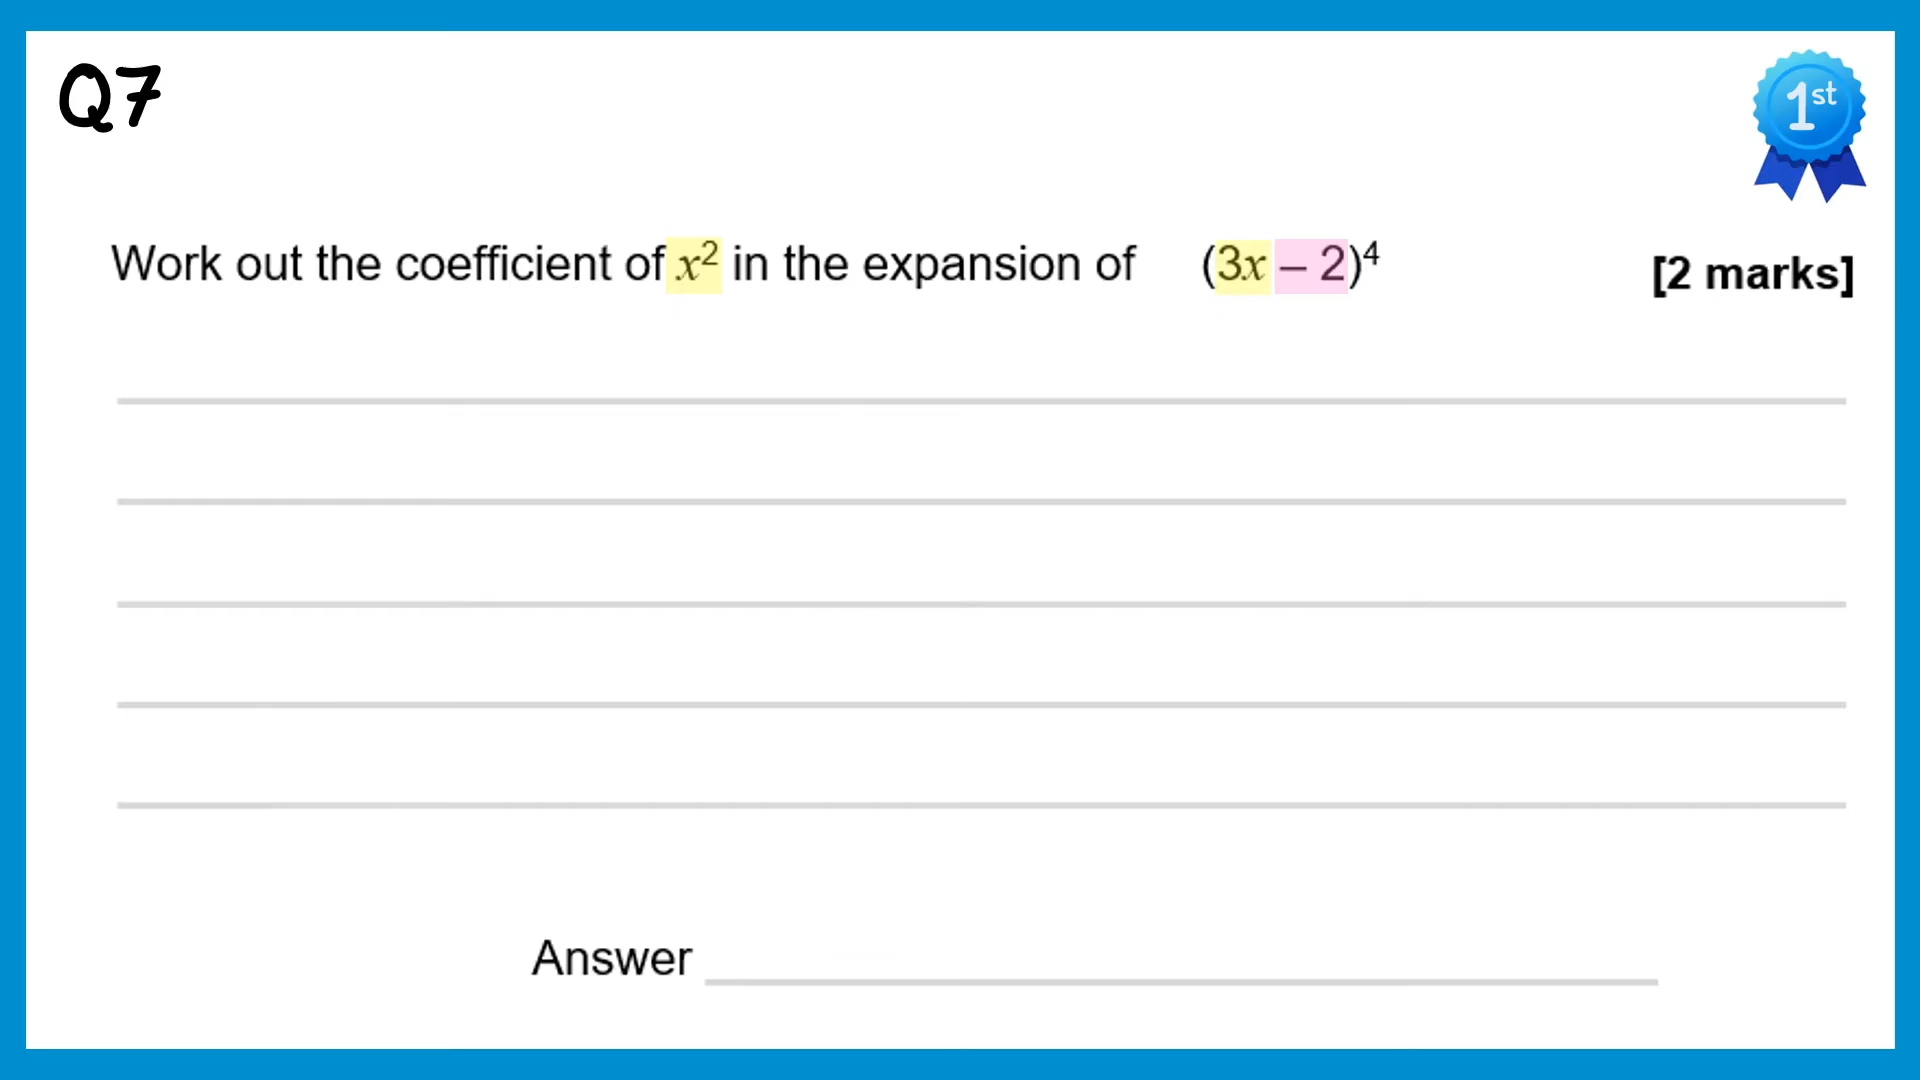 Q7
1st
Work out the coefficient of x² in the expansion of (3x – 2)⁴ [2 marks]
Answer